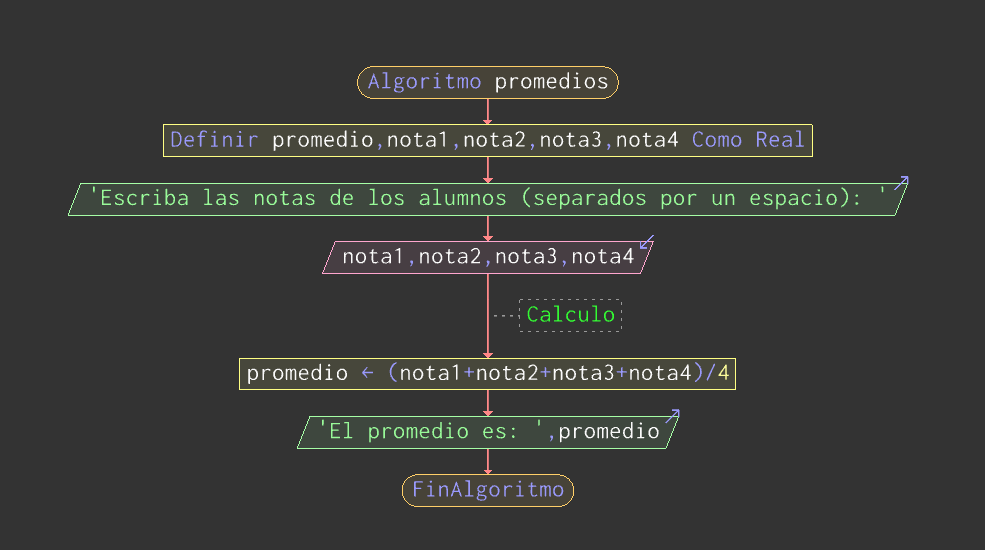 Algoritmo promedios
Definir promedio,nota1,nota2,nota3,nota4 Como Real
'Escriba las notas de los alumnos (separados por un espacio): '
nota1,nota2,nota3,nota4
Calculo
promedio ← (nota1+nota2+nota3+nota4)/4
'El promedio es: ',promedio
FinAlgoritmo